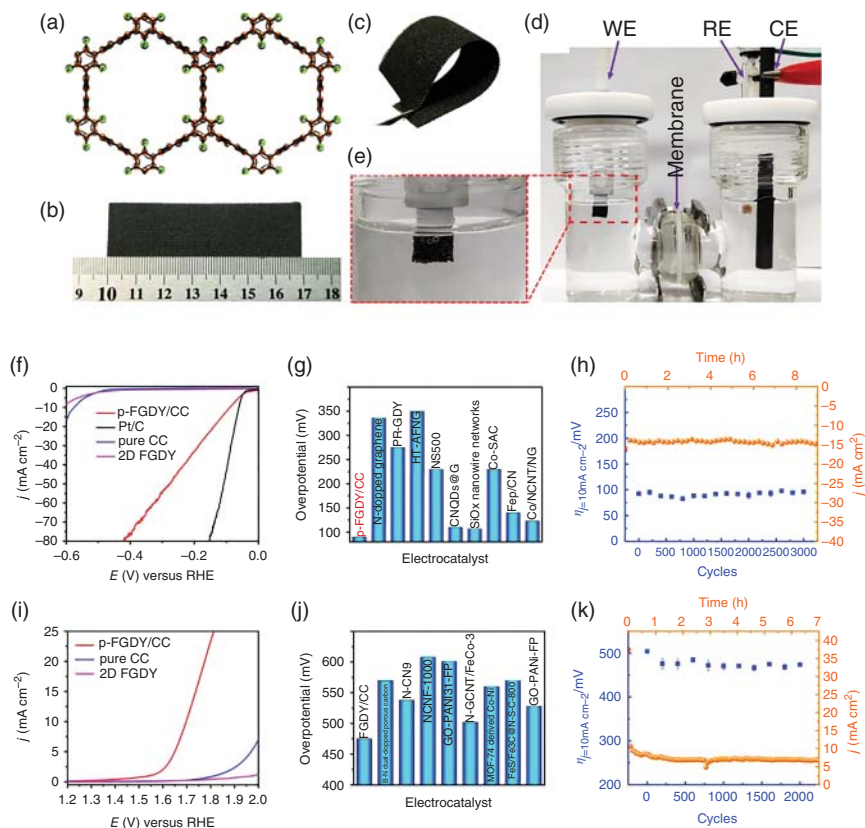 (a)
(b)
9 10 11 12 13 14 15 16 17 18
(c)
(d)
WE
RE
CE
Membrane
(e)
(f)
0
−10
−20
−30
−40
−50
−60
−70
−80
j (mA cm−2)
p-FGDY/CC
Pt/C
pure CC
2D FGDY
−0.6 −0.4 −0.2 0.0
E (V) versus RHE
(g)
350
300
250
200
150
100
Overpotential (mV)
p-FGDY/CC
N-dopped graphene
PR-GDY
HT-AFNG
NS500
CNQDs@G
SIOx nanowire networks
Co-SAC
Fep/CN
Co/NCNT/NG
Electrocatalyst
(h)
Time (h)
0 2 4 6 8
300
250
200
150
100
50
0
ηj=10mA cm−2/mV
0
−5
−10
−15
−20
−25
−30
−35
−40
j (mA cm−2)
0 500 1000 1500 2000 2500 3000
Cycles
(i)
25
20
15
10
5
0
j (mA cm−2)
p-FGDY/CC
pure CC
2D FGDY
1.2 1.3 1.4 1.5 1.6 1.7 1.8 1.9 2.0
E (V) versus RHE
(j)
650
600
550
500
450
400
Overpotential (mV)
FGDY/CC
B-N dual-dopped porous carbon
N-CN9
NCNF-1000
GO-PANI31-FP
N-GCNT/FeCo-3
MOF-74 derived Co-Ni
FeS/Fe3C@N-S-C-800
GO-PANi-FP
Electrocatalyst
(k)
Time (h)
0 1 2 3 4 5 6 7
500
400
300
200
ηj=10mA cm−2/mV
40
35
30
25
20
15
10
5
0
j (mA cm−2)
0 500 1000 1500 2000
Cycles